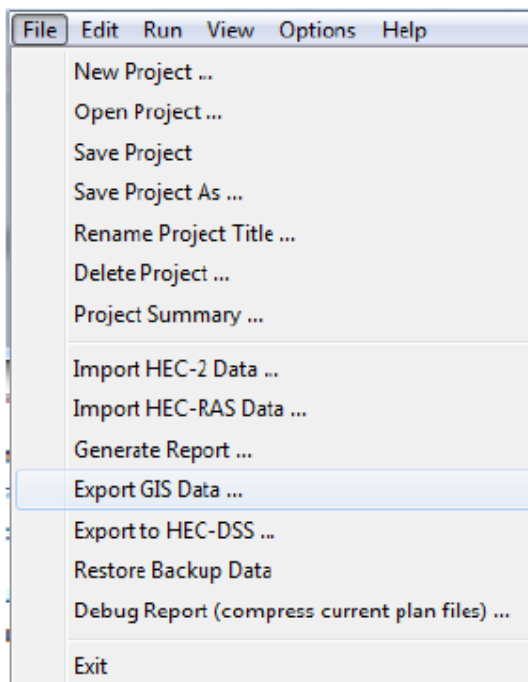 File Edit Run View Options Help
New Project ...
Open Project ...
Save Project
Save Project As ...
Rename Project Title ...
Delete Project ...
Project Summary ...
Import HEC-2 Data ...
Import HEC-RAS Data ...
Generate Report ...
Export GIS Data ...
Export to HEC-DSS ...
Restore Backup Data
Debug Report (compress current plan files) ...
Exit